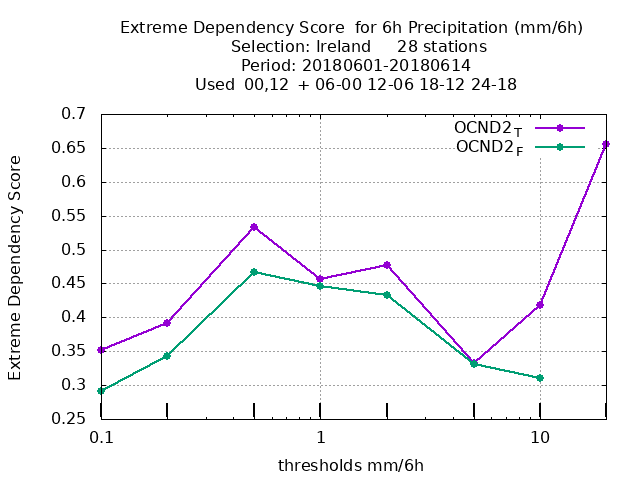 Extreme Dependency Score  for 6h Precipitation (mm/6h)
Selection: Ireland     28 stations
Period: 20180601-20180614
Used  00,12  + 06-00 12-06 18-12 24-18
OCND2_T
OCND2_F
Extreme Dependency Score
0.7
0.65
0.6
0.55
0.5
0.45
0.4
0.35
0.3
0.25
0.1
1
10
thresholds mm/6h